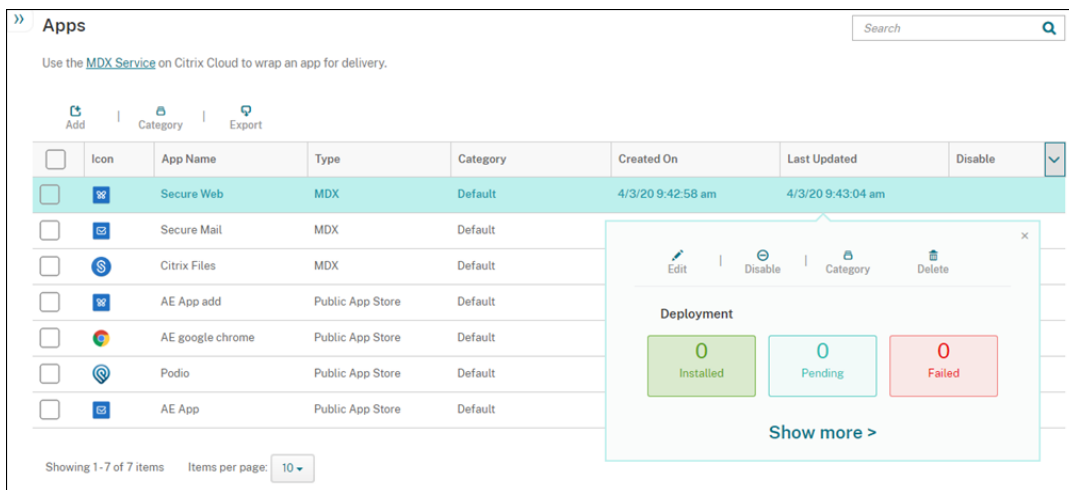 Apps
Search
Use the MDX Service on Citrix Cloud to wrap an app for delivery.
Add | Category | Export
Icon App Name Type Category Created On Last Updated Disable
Secure Web MDX Default 4/3/20 9:42:58 am 4/3/20 9:43:04 am
Secure Mail MDX Default
Citrix Files MDX Default
AE App add Public App Store Default
AE google chrome Public App Store Default
Podio Public App Store Default
AE App Public App Store Default
Edit | Disable | Category Delete
Deployment
0 0 0
Installed Pending Failed
Show more >
Showing 1-7 of 7 items Items per page: 10